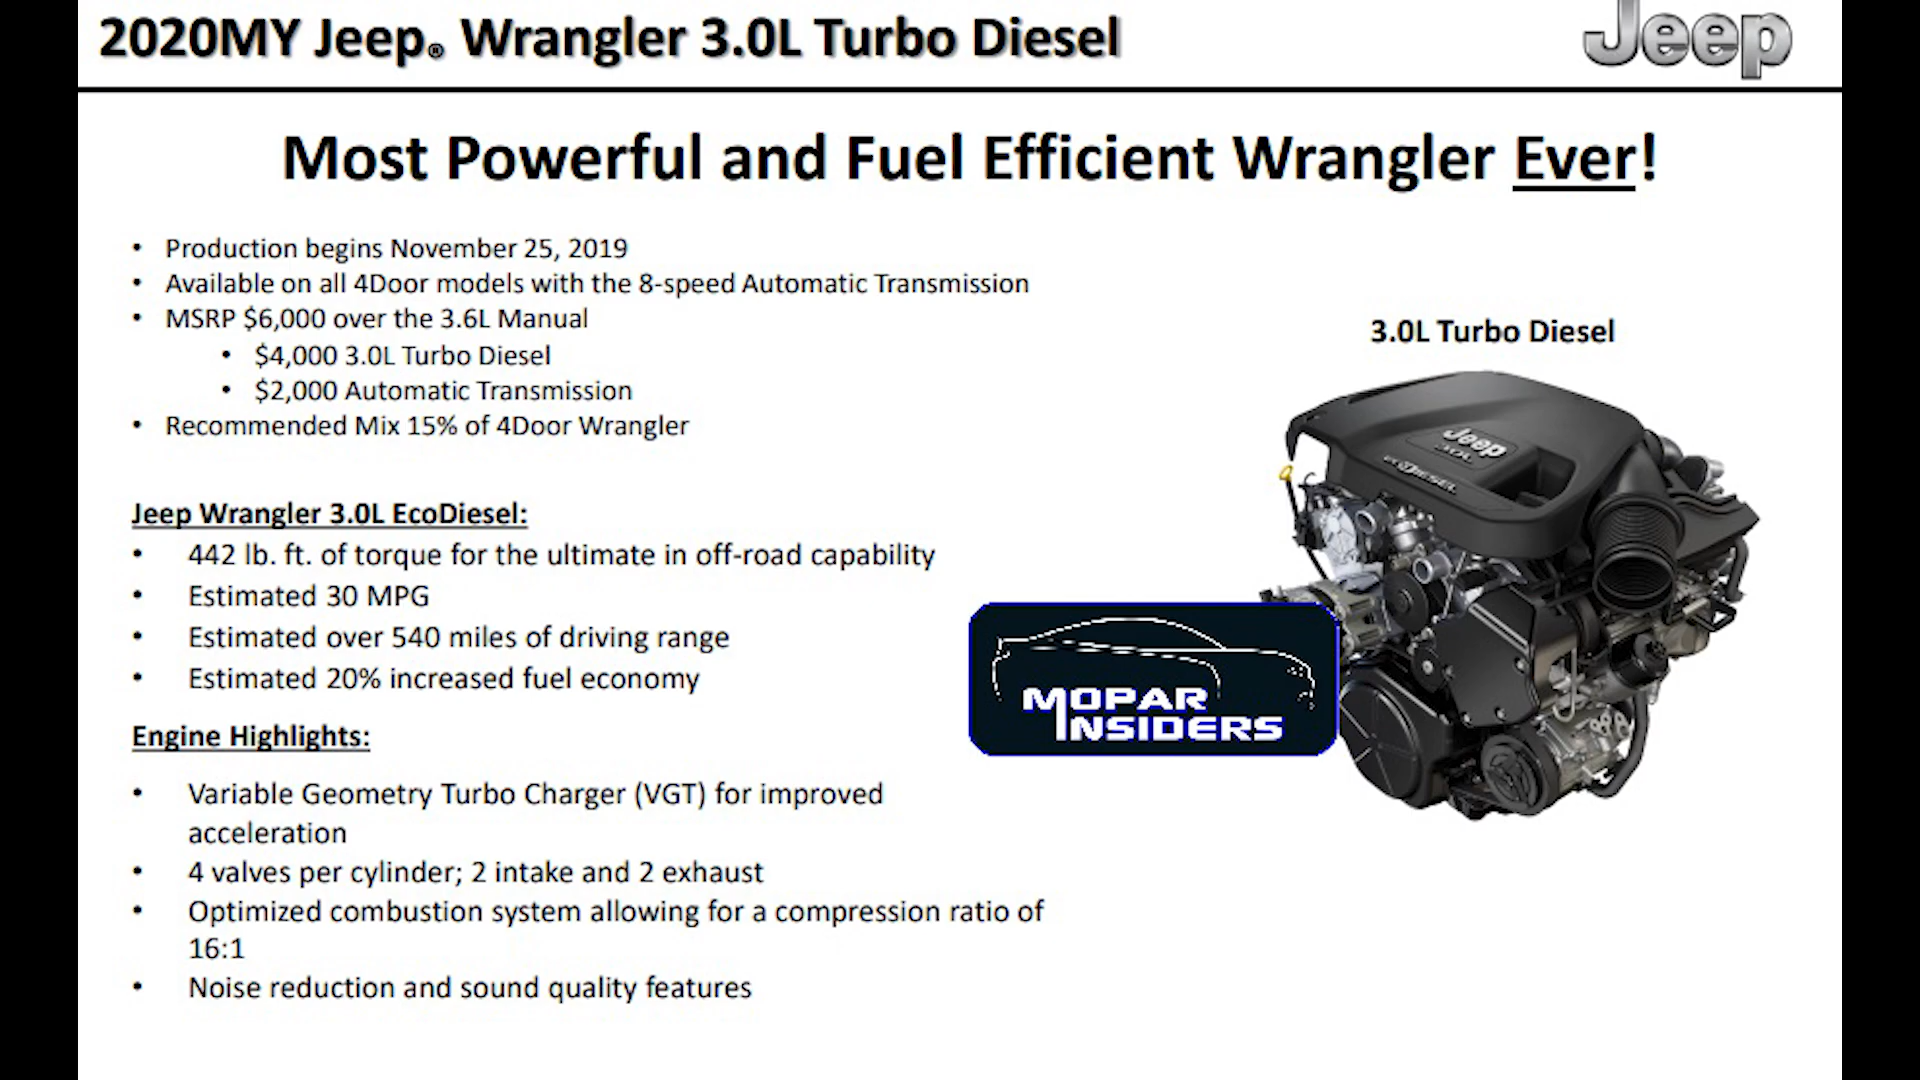 2020MY Jeep® Wrangler 3.0L Turbo Diesel
Jeep
Most Powerful and Fuel Efficient Wrangler Ever!
• Production begins November 25, 2019
• Available on all 4Door models with the 8-speed Automatic Transmission
• MSRP $6,000 over the 3.6L Manual
• $4,000 3.0L Turbo Diesel
• $2,000 Automatic Transmission
• Recommended Mix 15% of 4Door Wrangler
Jeep Wrangler 3.0L EcoDiesel:
• 442 lb. ft. of torque for the ultimate in off-road capability
• Estimated 30 MPG
• Estimated over 540 miles of driving range
• Estimated 20% increased fuel economy
Engine Highlights:
• Variable Geometry Turbo Charger (VGT) for improved
acceleration
• 4 valves per cylinder; 2 intake and 2 exhaust
• Optimized combustion system allowing for a compression ratio of
16:1
• Noise reduction and sound quality features
3.0L Turbo Diesel
Jeep
3.0L
ECODIESEL
MOPAR
INSIDERS